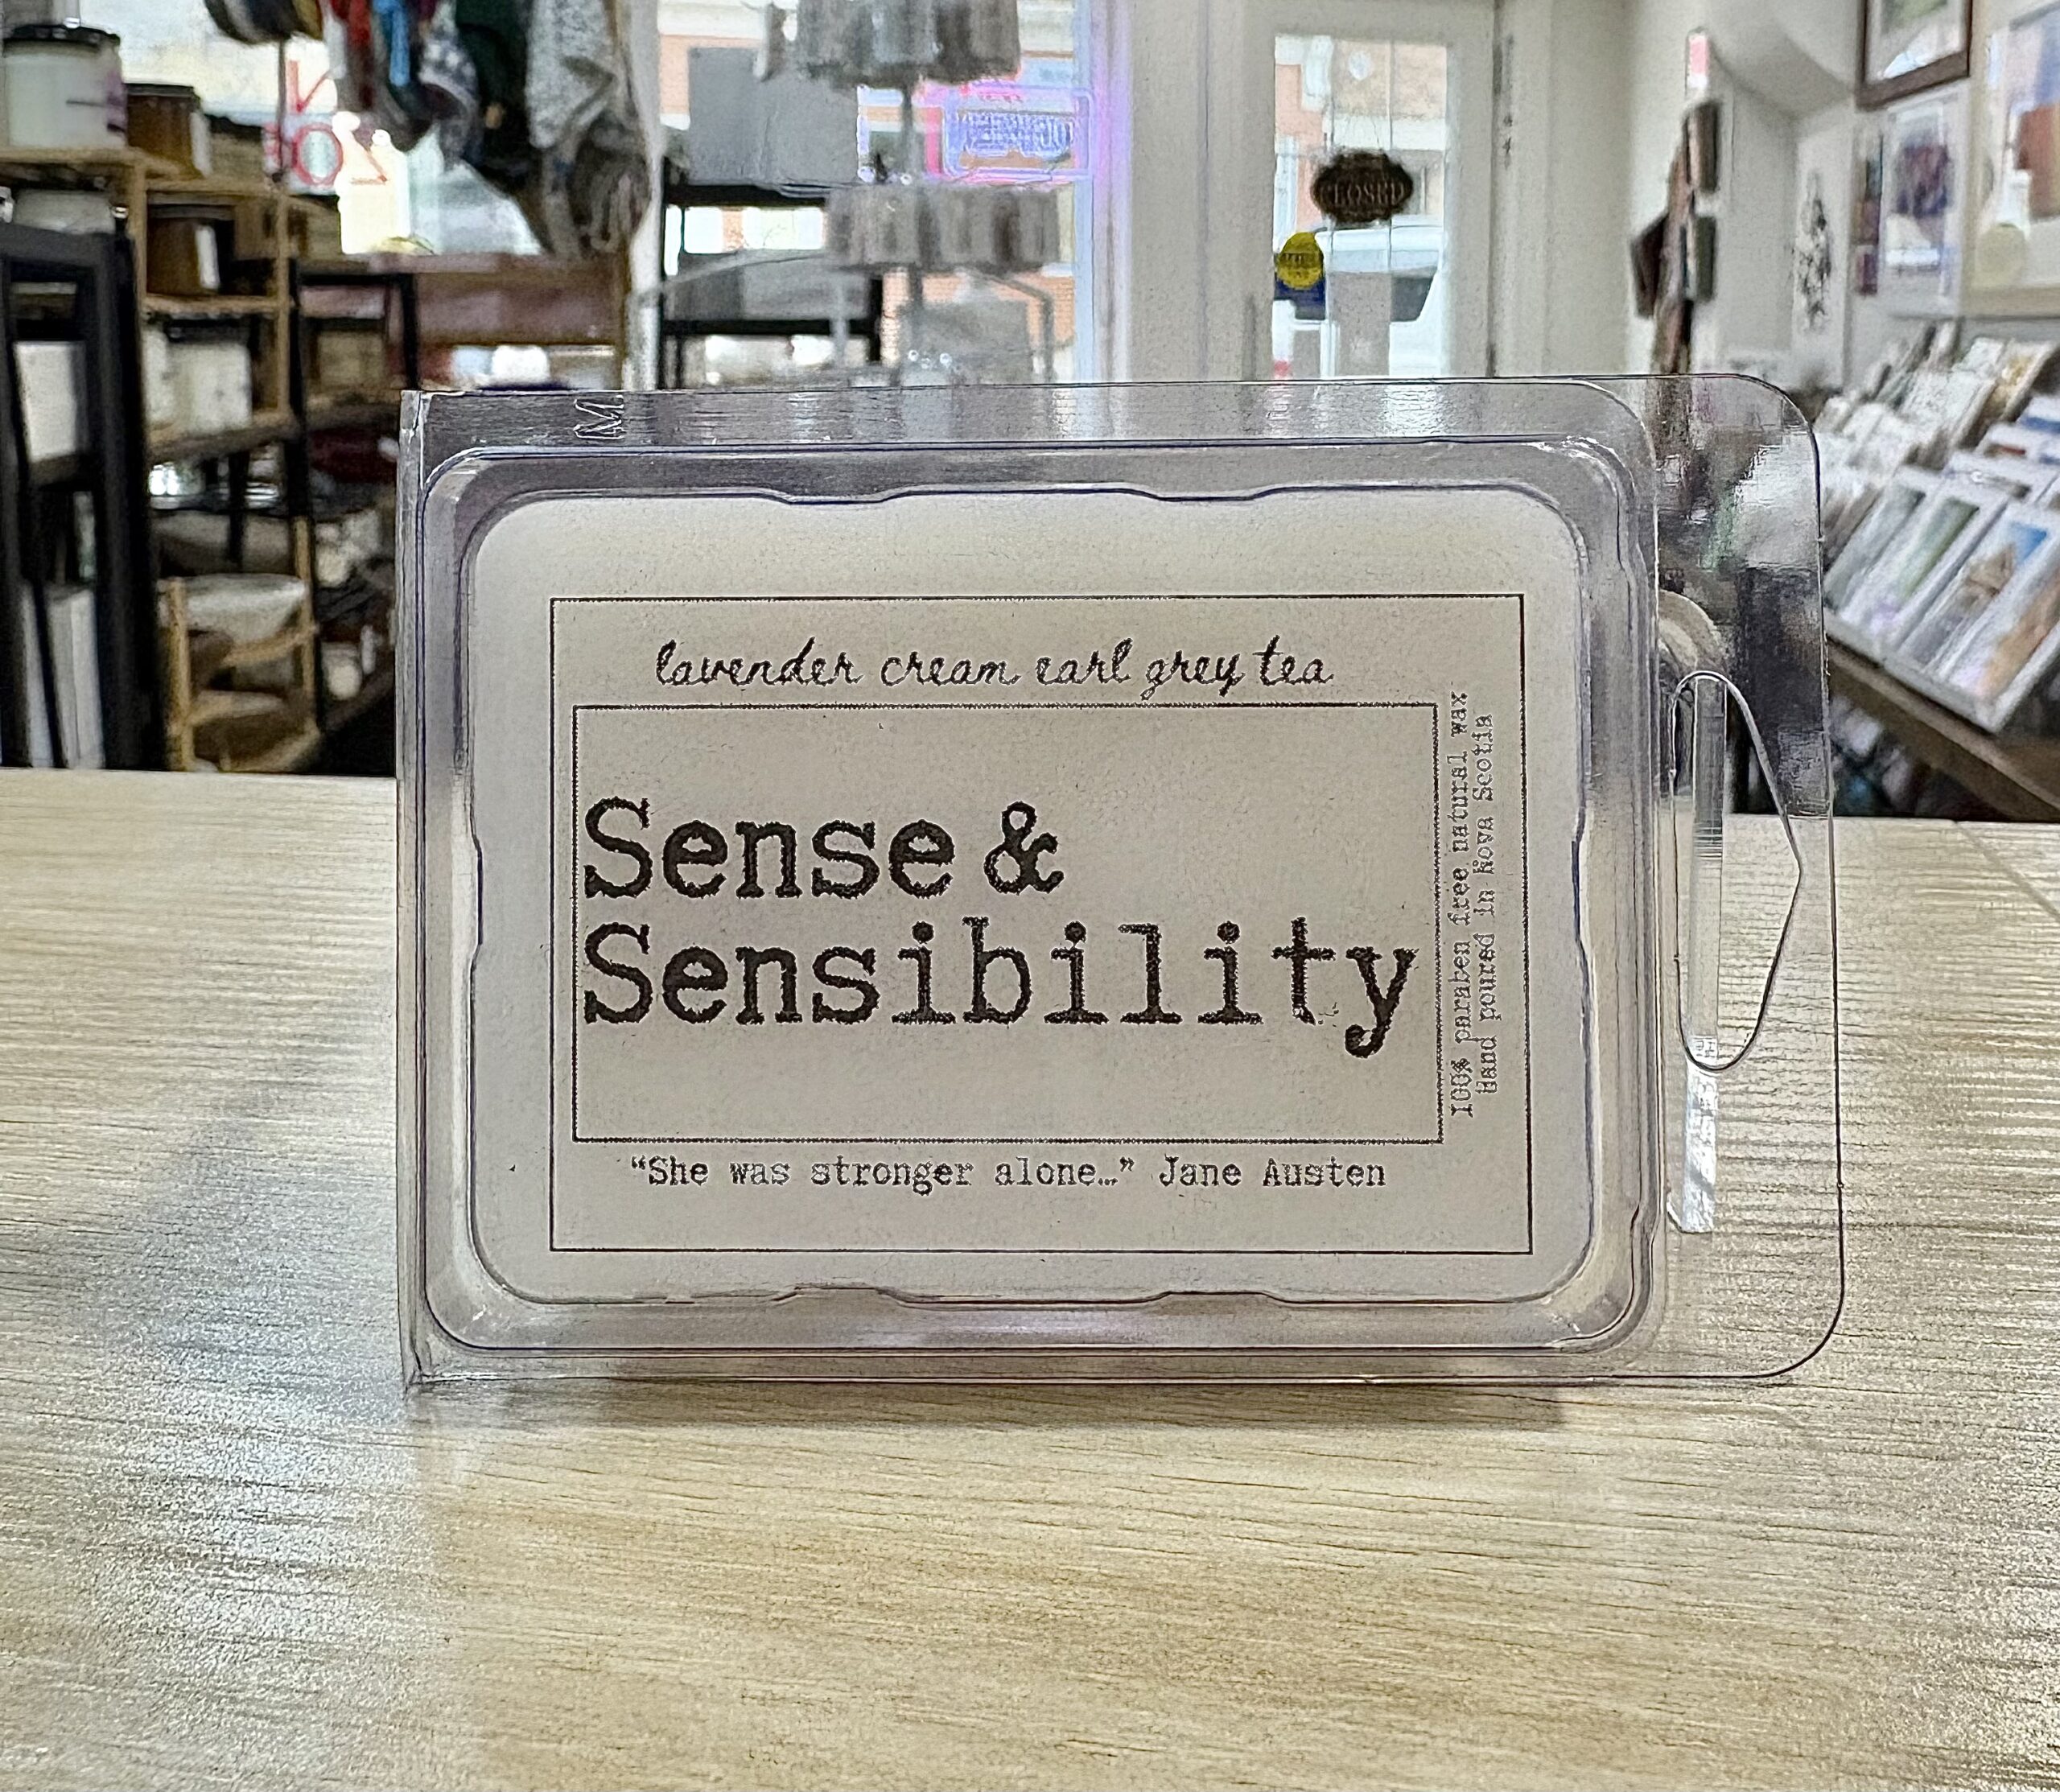 CLOSED
lavender cream earl grey tea
Sense &
Sensibility
100% paraben free natural wax
Hand poured in Nova Scotia
“She was stronger alone…” Jane Austen